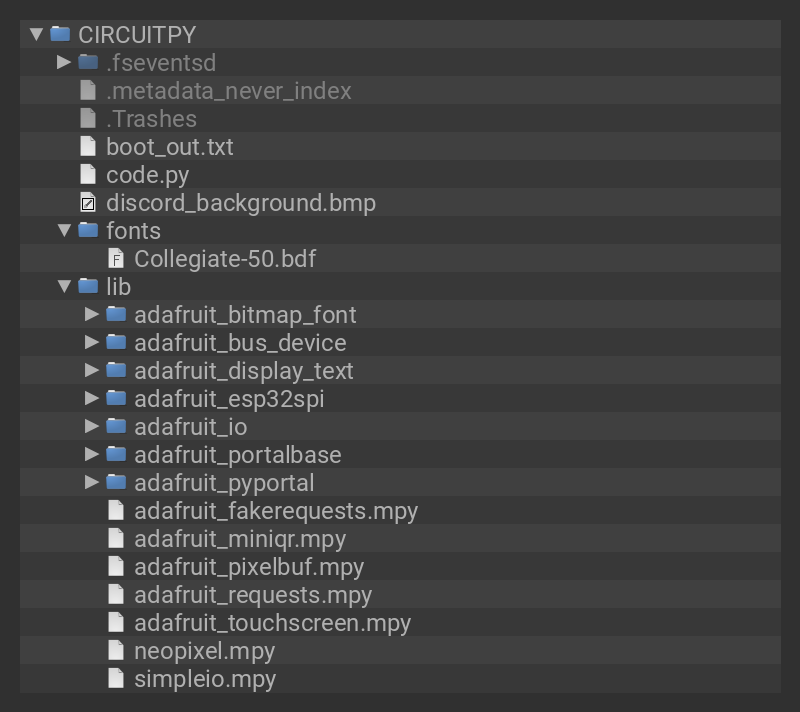 CIRCUITPY
.fseventsd
.metadata_never_index
.Trashes
boot_out.txt
code.py
discord_background.bmp
fonts
F Collegiate-50.bdf
lib
adafruit_bitmap_font
adafruit_bus_device
adafruit_display_text
adafruit_esp32spi
adafruit_io
adafruit_portalbase
adafruit_pyportal
adafruit_fakerequests.mpy
adafruit_miniqr.mpy
adafruit_pixelbuf.mpy
adafruit_requests.mpy
adafruit_touchscreen.mpy
neopixel.mpy
simpleio.mpy